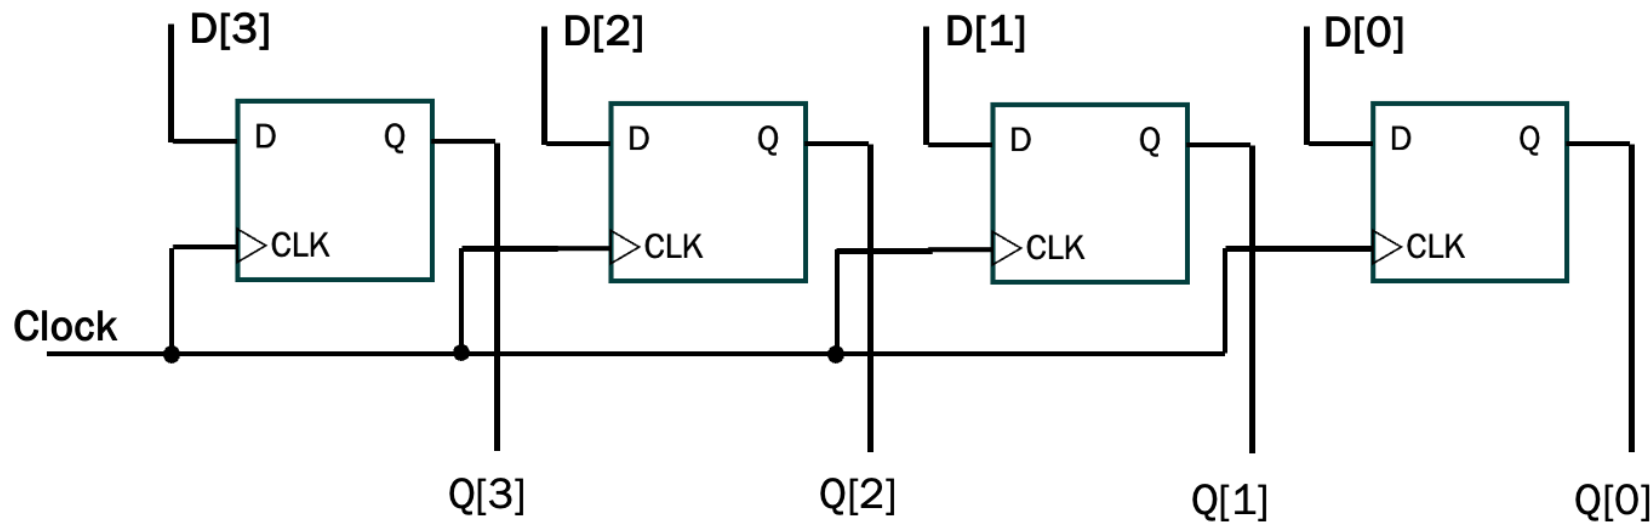 D[3] D[2] D[1] D[0]
D Q D Q D Q D Q
CLK CLK CLK CLK
Clock
Q[3] Q[2] Q[1] Q[0]